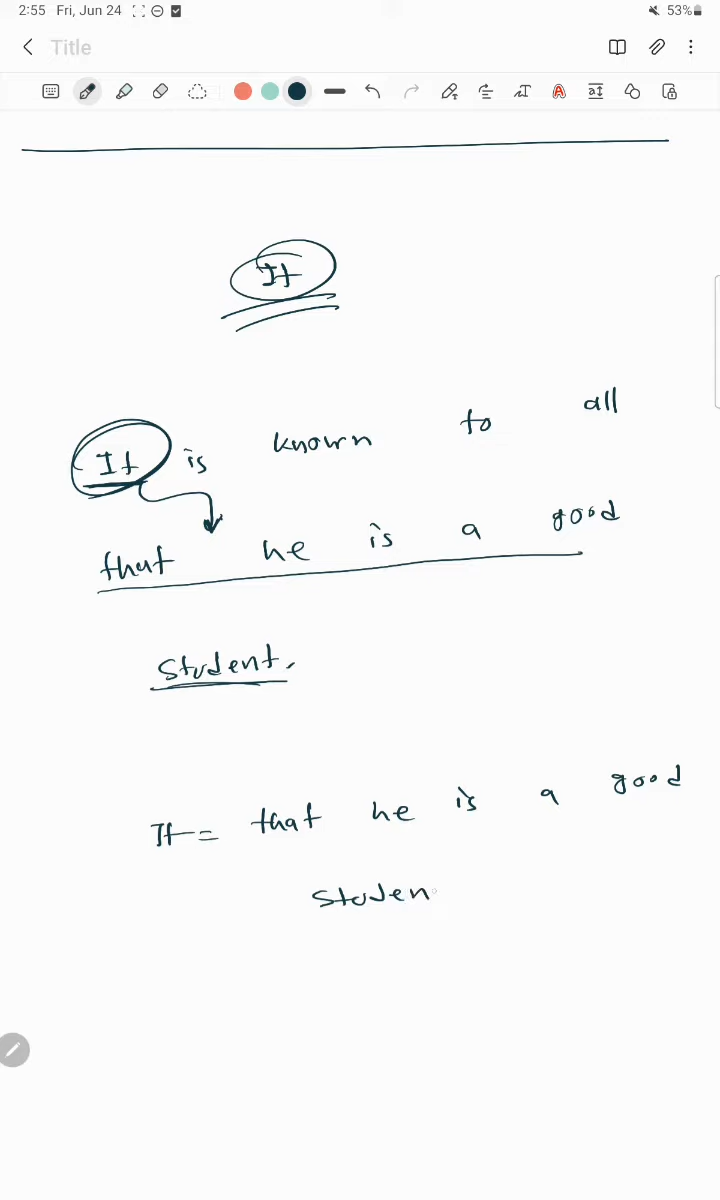 2:55 Fri, Jun 24 53%
Title
It
It is known to all
that he is a good
student.
It = that he is a good
studen